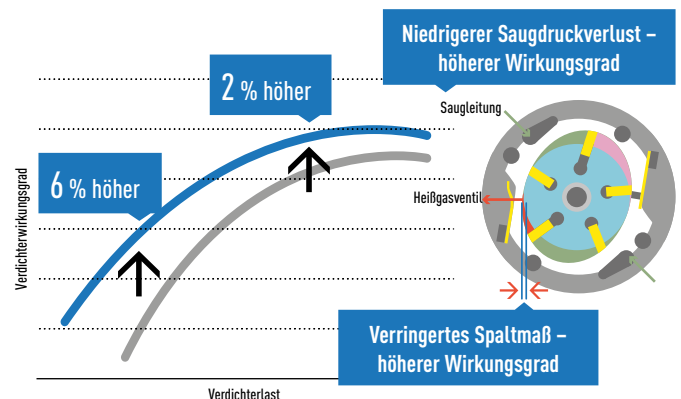 Niedrigerer Saugdruckverlust –
höherer Wirkungsgrad
2 % höher
Saugleitung
6 % höher
Heißgasventil
Verdichterwirkungsgrad
Verringertes Spaltmaß –
höherer Wirkungsgrad
Verdichterlast